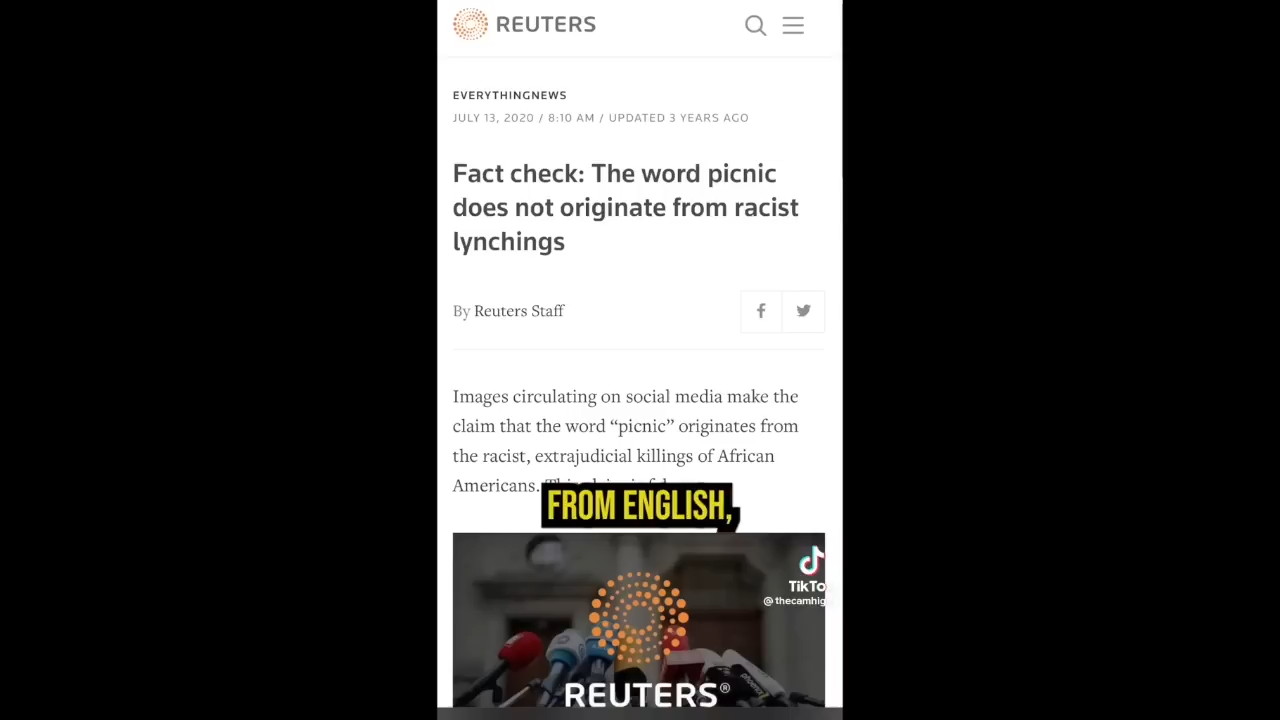 REUTERS
EVERYTHINGNEWS
JULY 13, 2020 / 8:10 AM / UPDATED 3 YEARS AGO
Fact check: The word picnic
does not originate from racist
lynchings
By Reuters Staff
Images circulating on social media make the
claim that the word “picnic” originates from
the racist, extrajudicial killings of African
Americans.
FROM ENGLISH,
TikTo
@thecamhig
REUTERS®